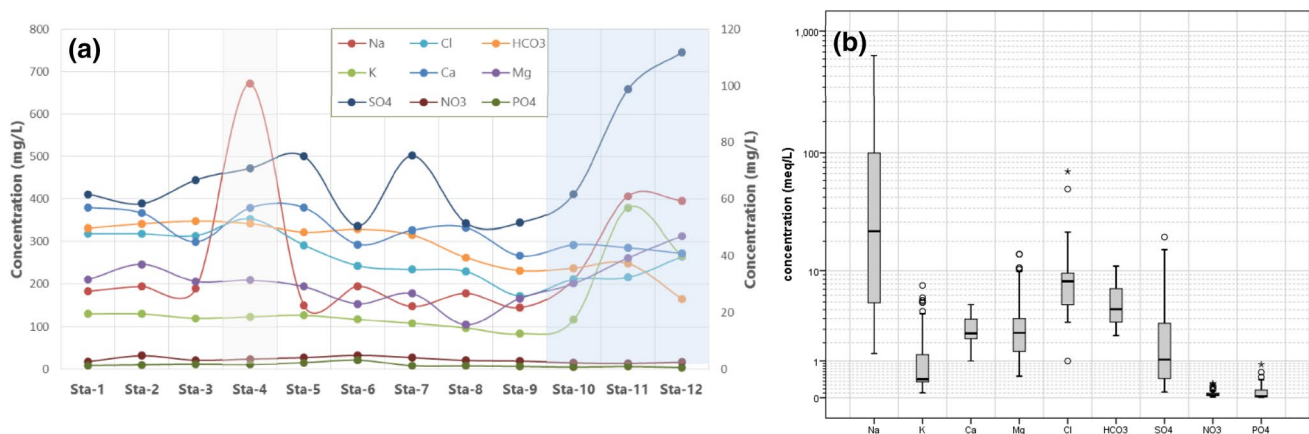 (a)
Concentration (mg/L)
800
700
600
500
400
300
200
100
0
Na Cl HCO3
K Ca Mg
SO4 NO3 PO4
120
100
80
60
40
20
0
Concentration (mg/L)
Sta-1 Sta-2 Sta-3 Sta-4 Sta-5 Sta-6 Sta-7 Sta-8 Sta-9 Sta-10 Sta-11 Sta-12
(b)
concentration (meq/L)
1,000
100
10
1
0
Na K Ca Mg Cl HCO3 SO4 NO3 PO4